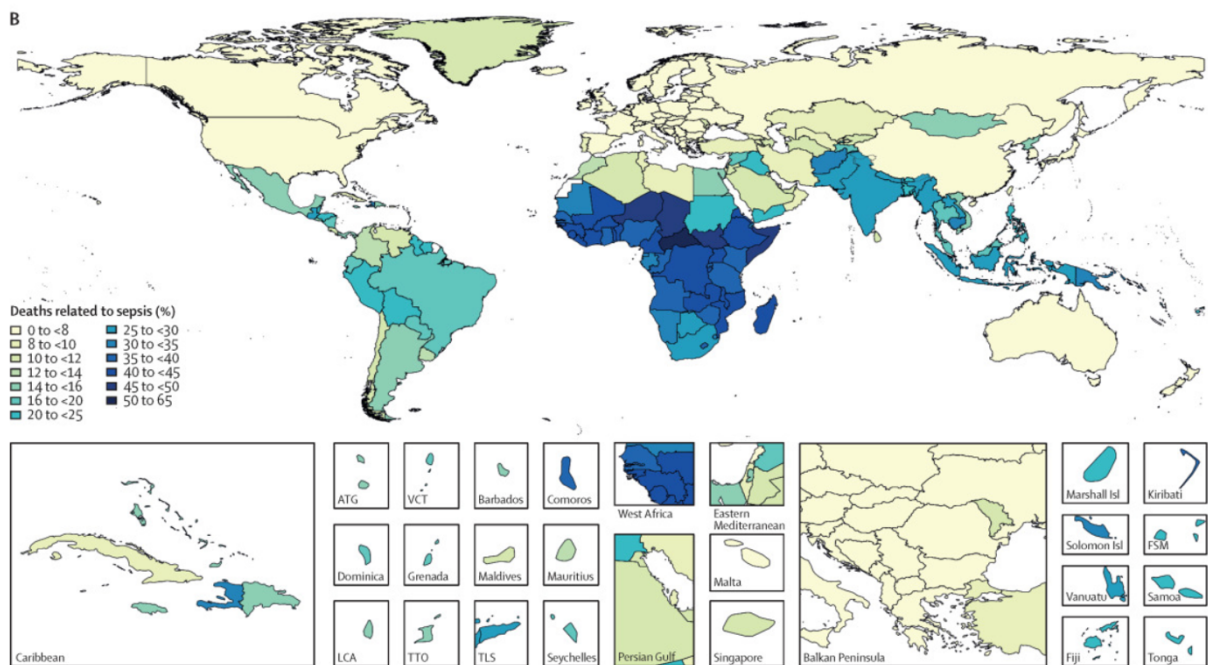 B
Deaths related to sepsis (%)
0 to <8
8 to <10
10 to <12
12 to <14
14 to <16
16 to <20
20 to <25
25 to <30
30 to <35
35 to <40
40 to <45
45 to <50
50 to 65
Caribbean
ATG
VCT
Barbados
Comoros
West Africa
Eastern
Mediterranean
Dominica
Grenada
Maldives
Mauritius
Malta
LCA
TTO
TLS
Seychelles
Persian Gulf
Singapore
Balkan Peninsula
Marshall Isl
Kiribati
Solomon Isl
FSM
Vanuatu
Samoa
Fiji
Tonga